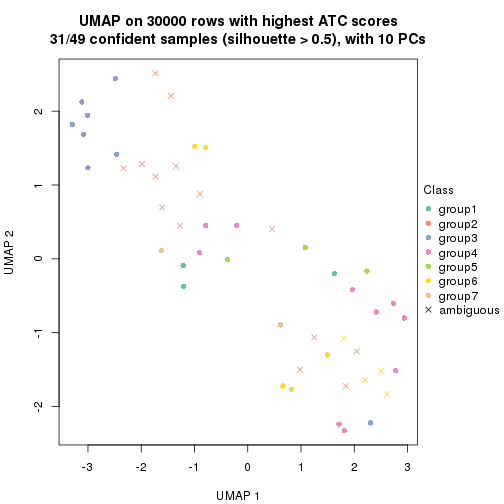 UMAP on 30000 rows with highest ATC scores
31/49 confident samples (silhouette > 0.5), with 10 PCs
UMAP 2
2
1
0
-1
-2
-3
-2
-1
0
1
2
3
UMAP 1
Class
group1
group2
group3
group4
group5
group6
group7
ambiguous